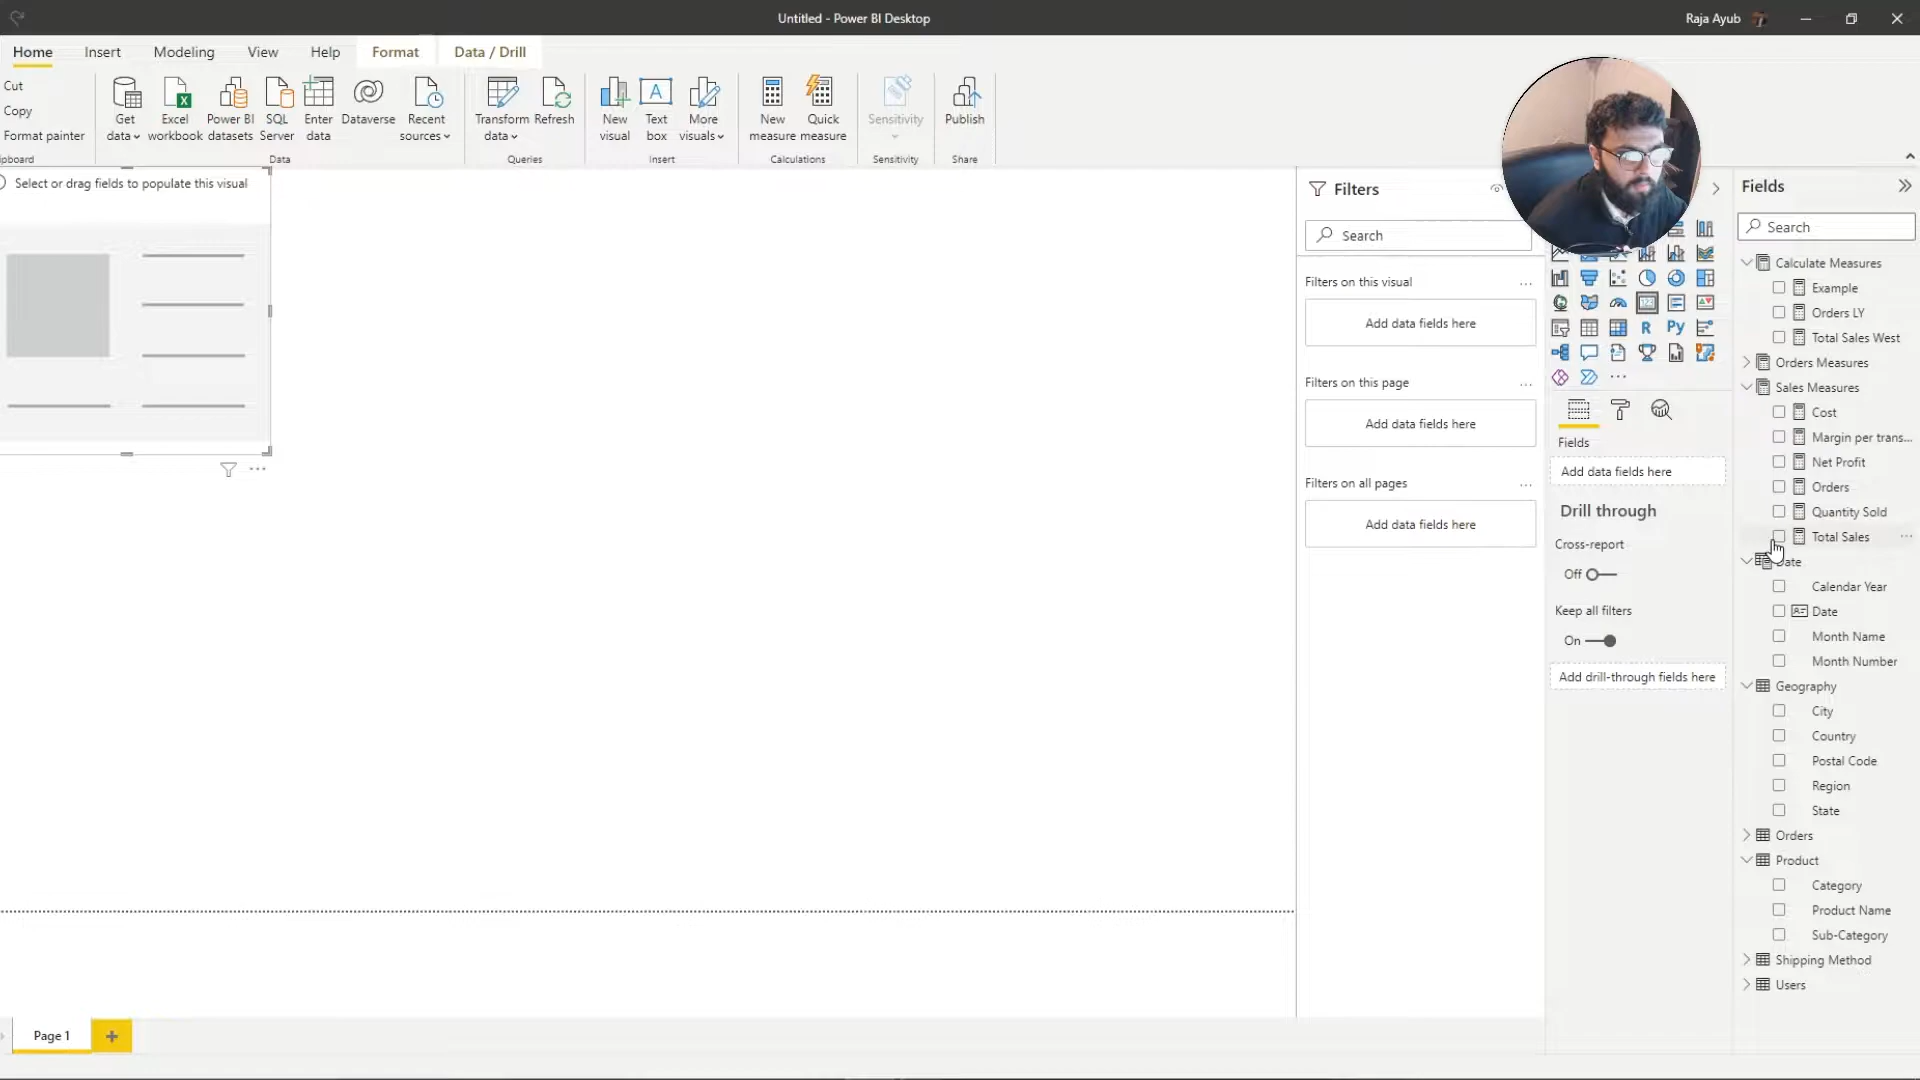 Untitled - Power BI Desktop
Raja Ayub
Home
Insert
Modeling
View
Help
Format
Data / Drill
Cut
Copy
Format painter
ipboard
Get
data
Excel
workbook
Power BI
datasets
SQL
Server
Enter
data
Dataverse
Recent
sources
Data
Transform
data
Refresh
Queries
New
visual
Text
box
More
visuals
Insert
New
measure
Quick
measure
Calculations
Sensitivity
Sensitivity
Publish
Share
Select or drag fields to populate this visual
Filters
Search
Filters on this visual
Add data fields here
Filters on this page
Add data fields here
Filters on all pages
Add data fields here
R
Py
Fields
Add data fields here
Drill through
Cross-report
Off
Keep all filters
On
Add drill-through fields here
Fields
Search
Calculate Measures
Example
Orders LY
Total Sales West
Orders Measures
Sales Measures
Cost
Margin per trans...
Net Profit
Orders
Quantity Sold
Total Sales
Date
Calendar Year
Date
Month Name
Month Number
Geography
City
Country
Postal Code
Region
State
Orders
Product
Category
Product Name
Sub-Category
Shipping Method
Users
Page 1